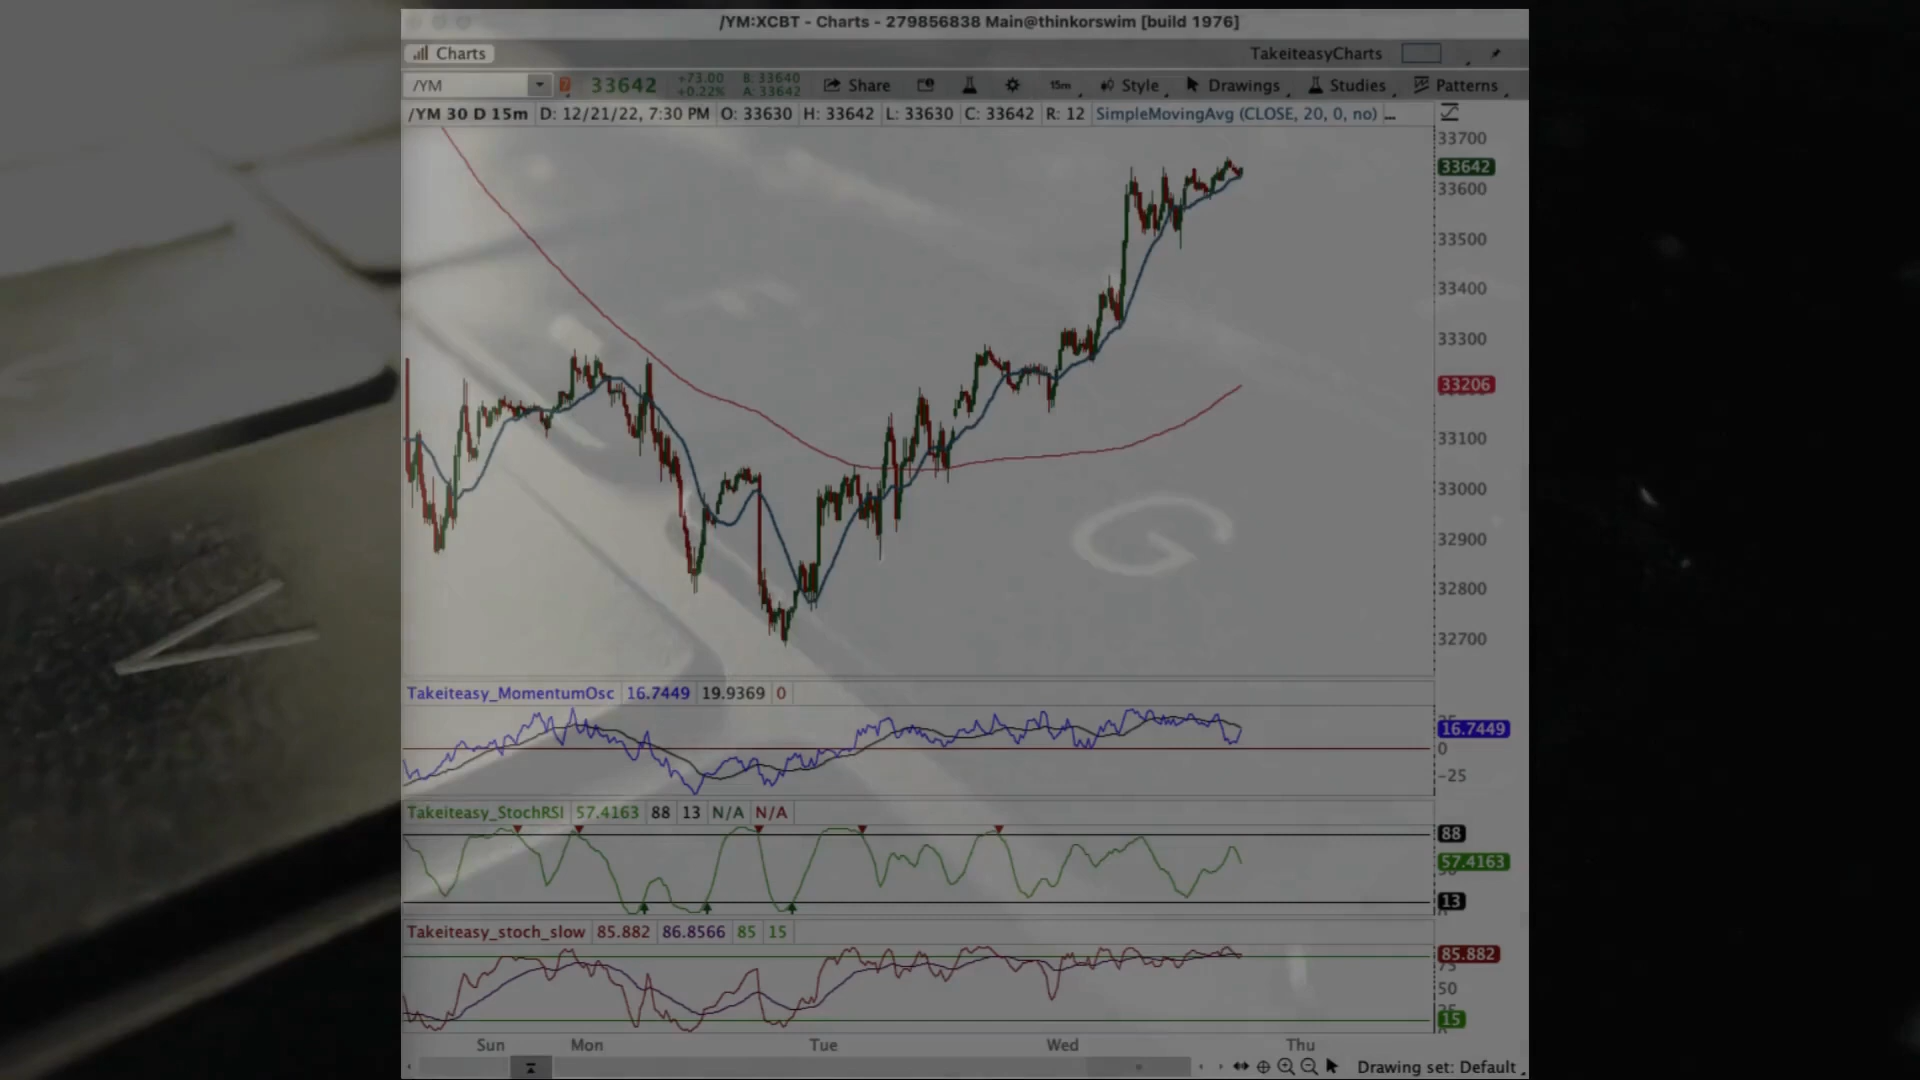 /YM:XCBT - Charts - 279856838 Main@thinkorswim [build 1976]
Charts
TakeiteasyCharts
/YM 33642 +73.00 +0.22% B: 33640 A: 33642 Share 15m Style Drawings Studies Patterns
/YM 30 D 15m D: 12/21/22, 7:30 PM O: 33630 H: 33642 L: 33630 C: 33642 R: 12 SimpleMovingAvg (CLOSE, 20, 0, no) ...
33700
33642
33600
33500
33400
33300
33206
33100
33000
32900
32800
32700
G
V
Takeiteasy_MomentumOsc 16.7449 19.9369 0
16.7449
0
-25
Takeiteasy_StochRSI 57.4163 88 13 N/A N/A
88
57.4163
13
Takeiteasy_stoch_slow 85.882 86.8566 85 15
85.882
50
15
Sun Mon Tue Wed Thu
Drawing set: Default